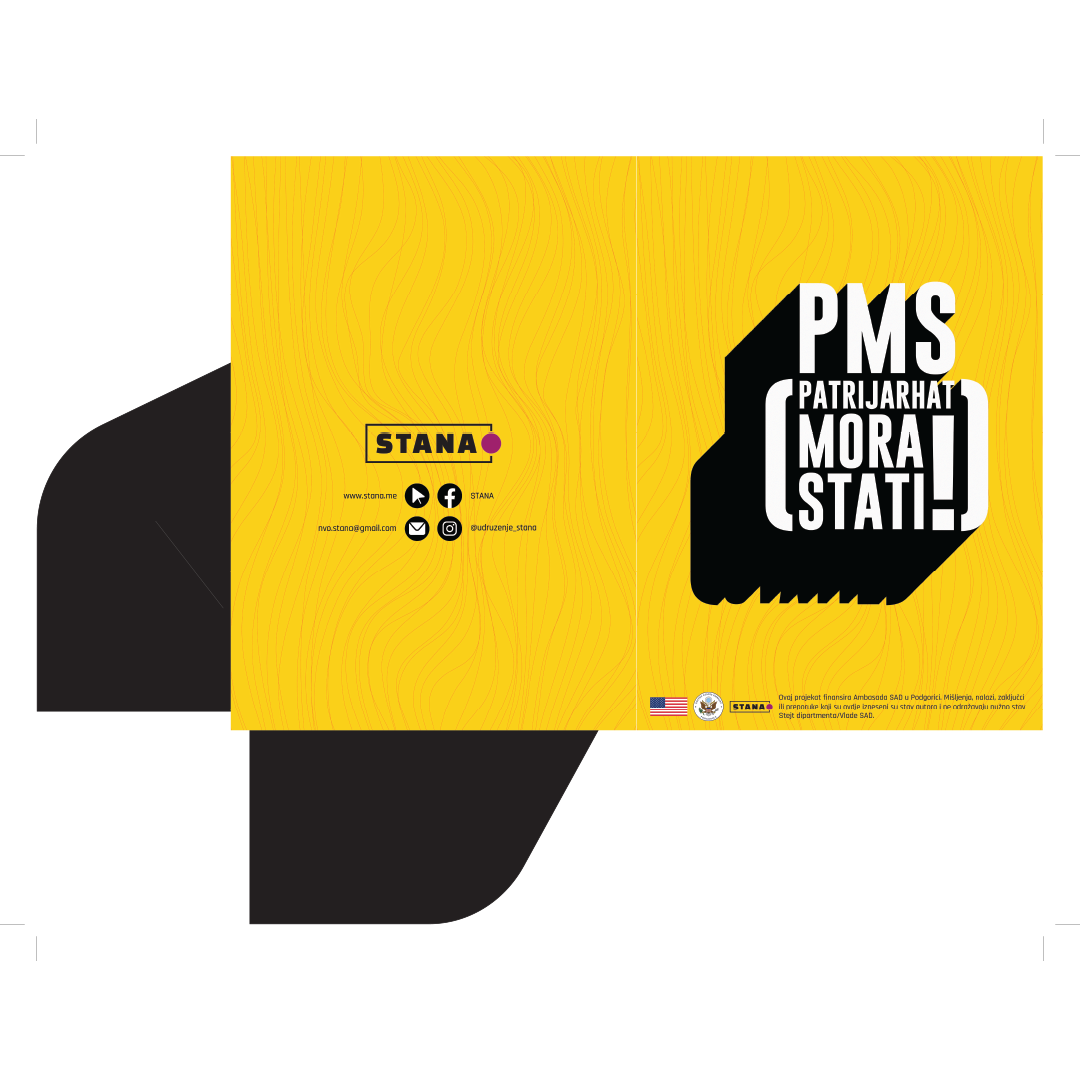 STANA
www.stana.me
STANA
nvo.stana@gmail.com
@udruzenje_stana
PMS
[PATRIJARHAT
MORA
STATI!]
STANA
Ovaj projekat finansira Ambasada SAD u Podgorici. Mišljenja, nalazi, zaključci
ili preporuke koji su ovdje izneseni su stav autora i ne odražavaju nužno stav
Stejt dipartmenta/Vlade SAD.